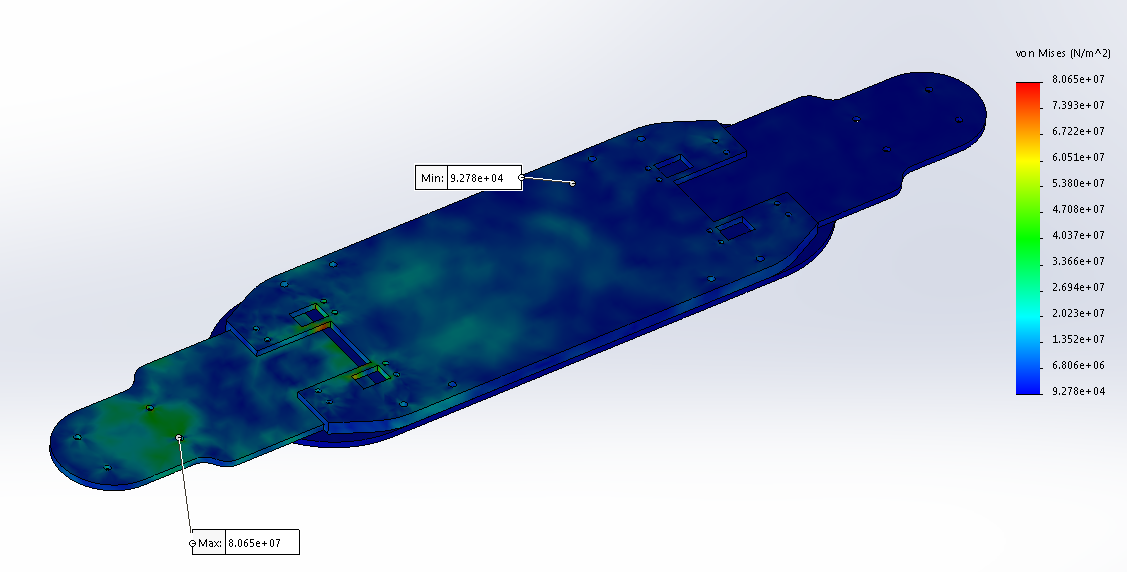 von Mises (N/m^2)
8.065e+07
7.393e+07
6.722e+07
6.051e+07
5.380e+07
4.708e+07
4.037e+07
3.366e+07
2.694e+07
2.023e+07
1.352e+07
6.806e+06
9.278e+04
Min: 9.278e+04
Max: 8.065e+07